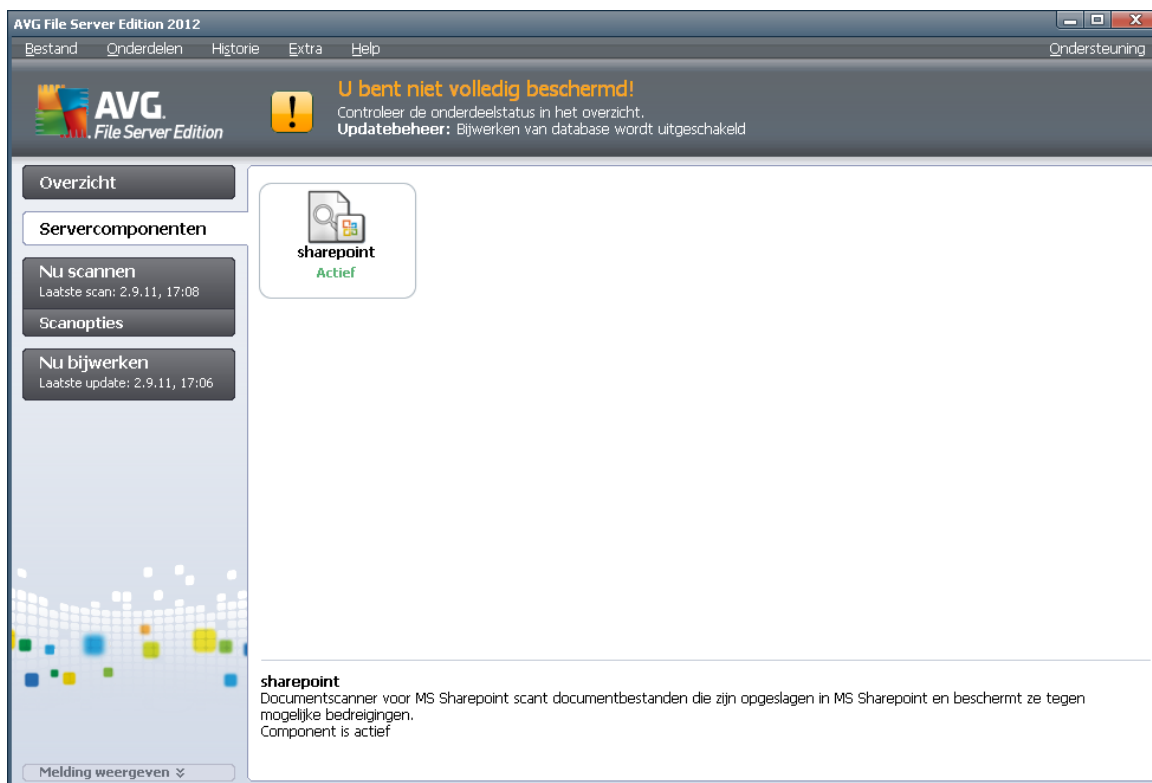 AVG File Server Edition 2012
Bestand Onderdelen Historie Extra Help Ondersteuning
AVG.
File Server Edition
U bent niet volledig beschermd!
Controleer de onderdeelstatus in het overzicht.
Updatebeheer: Bijwerken van database wordt uitgeschakeld
Overzicht
Servercomponenten
Nu scannen
Laatste scan: 2.9.11, 17:08
Scanopties
Nu bijwerken
Laatste update: 2.9.11, 17:06
sharepoint
Actief
sharepoint
Documentscanner voor MS Sharepoint scant documentbestanden die zijn opgeslagen in MS Sharepoint en beschermt ze tegen
mogelijke bedreigingen.
Component is actief
Melding weergeven